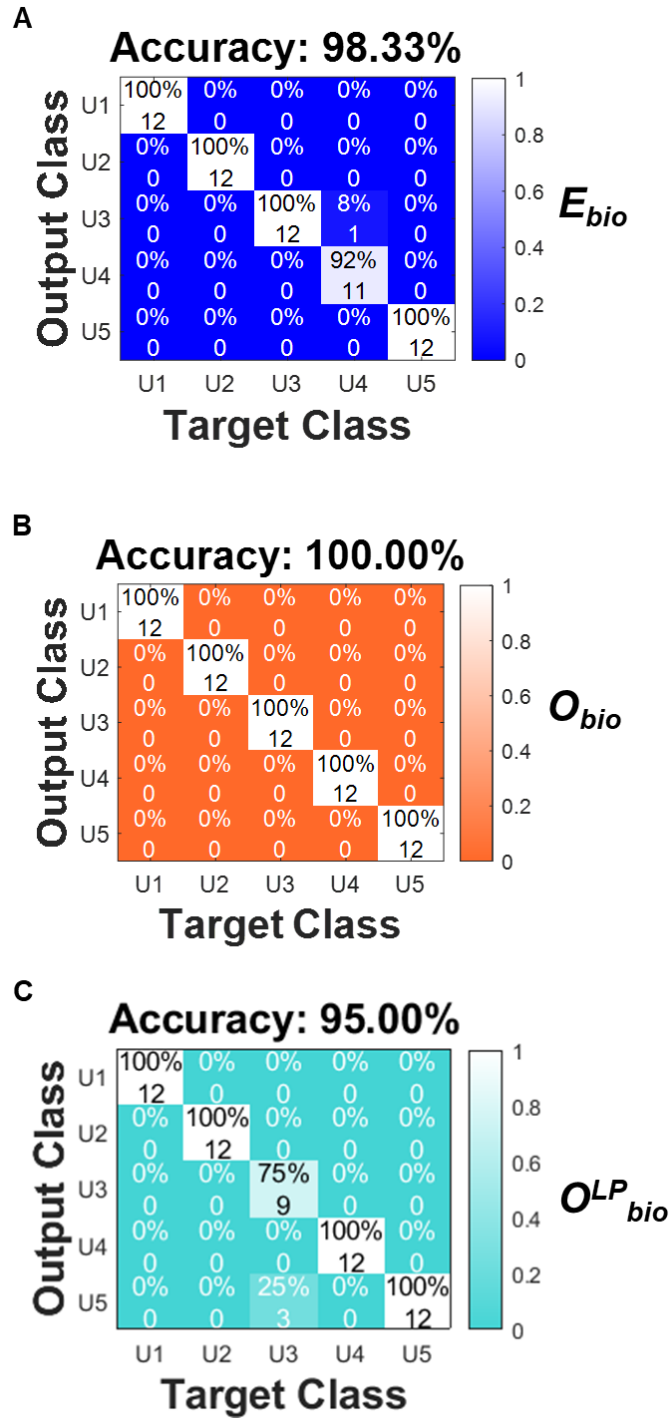 A
Accuracy: 98.33%
Output Class
U1 100% 0% 0% 0% 0% 1
12 0 0 0 0
U2 0% 100% 0% 0% 0% 0.8
0 12 0 0 0
U3 0% 0% 100% 8% 0% 0.6
0 0 12 1 0
U4 0% 0% 0% 92% 0% 0.4
0 0 0 11 0 0.2
U5 0% 0% 0% 0% 100%
0 0 0 0 12 0
E bio
U1 U2 U3 U4 U5
Target Class
B
Accuracy: 100.00%
Output Class
U1 100% 0% 0% 0% 0% 1
12 0 0 0 0
U2 0% 100% 0% 0% 0% 0.8
0 12 0 0 0
U3 0% 0% 100% 0% 0% 0.6
0 0 12 0 0
U4 0% 0% 0% 100% 0% 0.4
0 0 0 12 0 0.2
U5 0% 0% 0% 0% 100%
0 0 0 0 12 0
O bio
U1 U2 U3 U4 U5
Target Class
C
Accuracy: 95.00%
Output Class
U1 100% 0% 0% 0% 0% 1
12 0 0 0 0
U2 0% 100% 0% 0% 0% 0.8
0 12 0 0 0
U3 0% 0% 75% 0% 0% 0.6
0 0 9 0 0
U4 0% 0% 0% 100% 0% 0.4
0 0 0 12 0 0.2
U5 0% 0% 25% 0% 100%
0 0 3 0 12 0
O LP bio
U1 U2 U3 U4 U5
Target Class